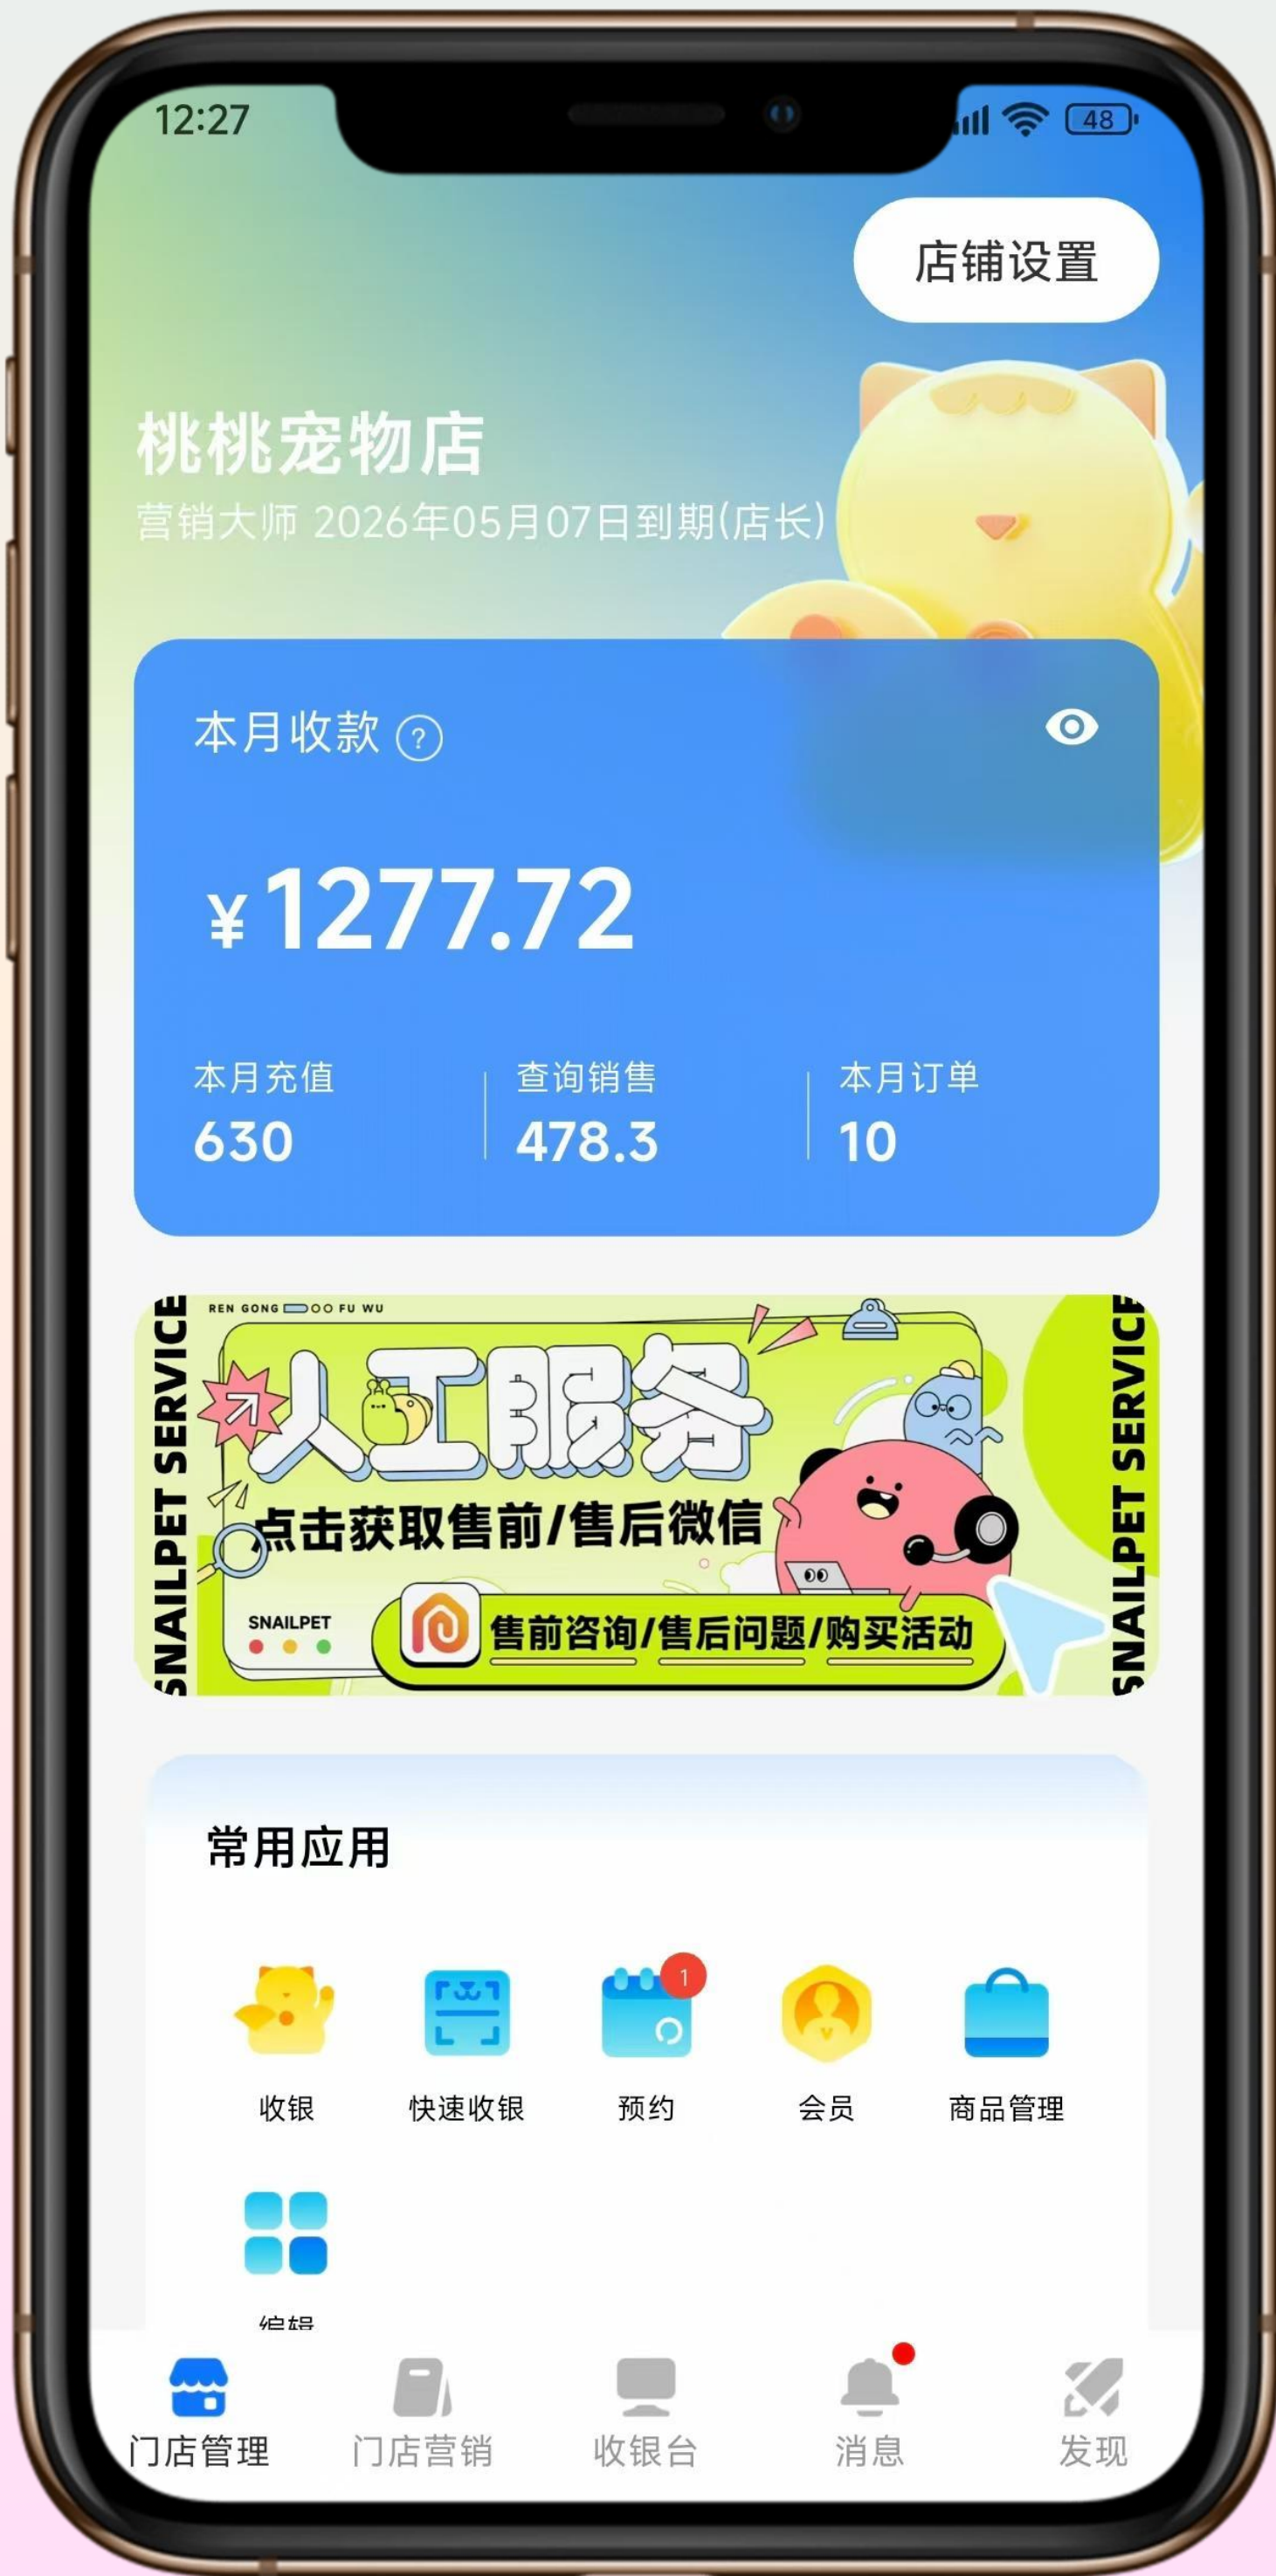 12:27
48
店铺设置
桃桃宠物店
营销大师 2026年05月07日到期(店长)
本月收款 ?
¥1277.72
本月充值 查询销售 本月订单
630 478.3 10
REN GONG FU WU
SNAILPET SERVICE
人工服务
点击获取售前/售后微信
SNAILPET
售前咨询/售后问题/购买活动
SNAILPET SERVICE
常用应用
1
收银 快速收银 预约 会员 商品管理
编辑
门店管理 门店营销 收银台 消息 发现